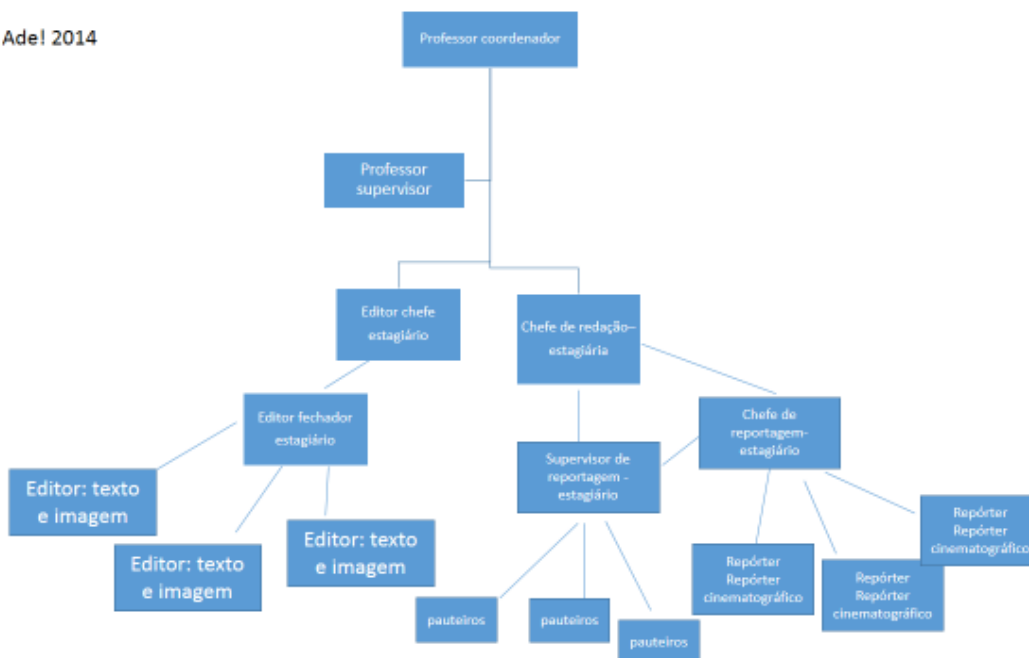 Ade! 2014
Professor coordenador
Professor
supervisor
Editor chefe
estagiário
Chefe de redação–
estagiária
Editor fechador
estagiário
Chefe de
reportagem-
estagiário
Supervisor de
reportagem -
estagiário
Editor: texto
e imagem
Editor: texto
e imagem
Editor: texto
e imagem
pauteiros
pauteiros
pauteiros
Repórter
Repórter
cinematográfico
Repórter
Repórter
cinematográfico
Repórter
Repórter
cinematográfico